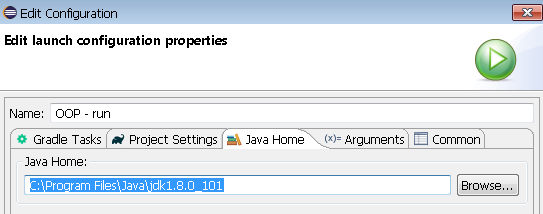 Edit Configuration
Edit launch configuration properties
Name: OOP - run
Gradle Tasks Project Settings Java Home (x)= Arguments Common
Java Home:
C:\Program Files\Java\jdk1.8.0_101 Browse...